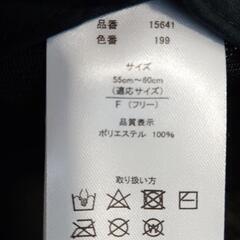 品番 15641
色番 199
サイズ
55cm～60cm
(適応サイズ)
F (フリー)
品質表示
ポリエステル 100%
取り扱い方